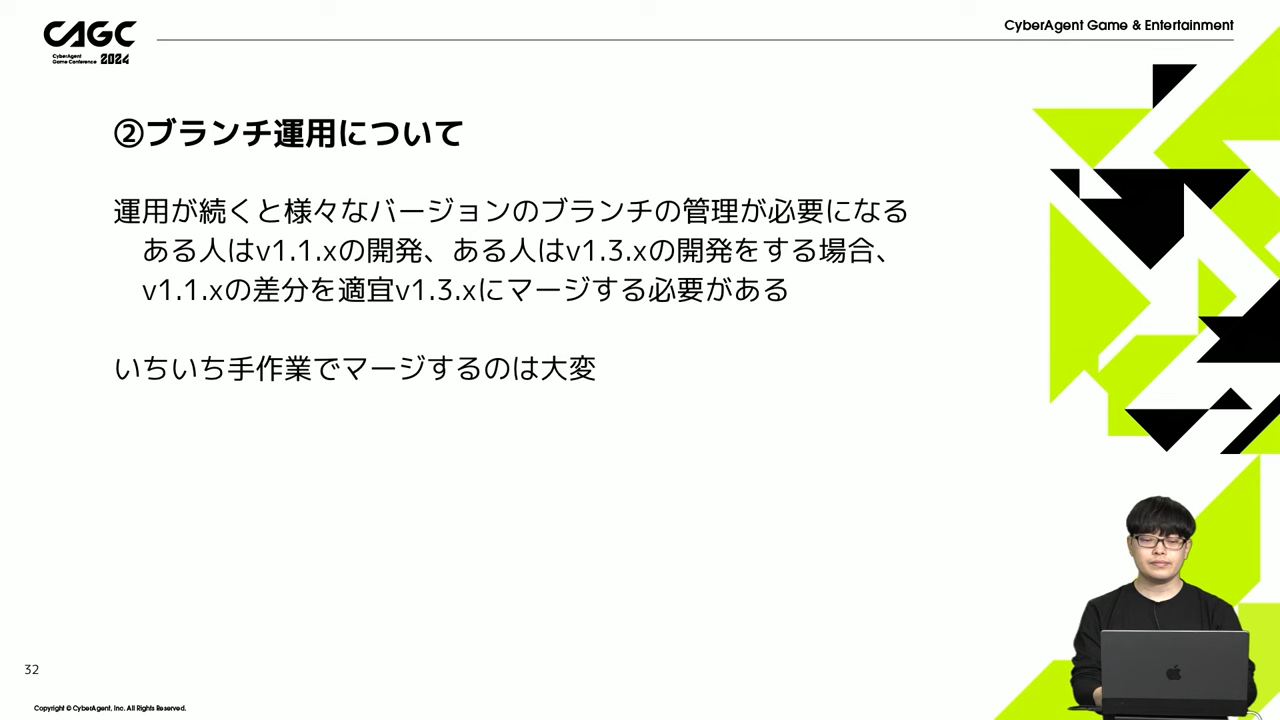 CAGC
CyberAgent
Game Conference 2024
CyberAgent Game & Entertainment
②ブランチ運用について
運用が続くと様々なバージョンのブランチの管理が必要になる
ある人はv1.1.xの開発、ある人はv1.3.xの開発をする場合、
v1.1.xの差分を適宜v1.3.xにマージする必要がある
いちいち手作業でマージするのは大変
32
Copyright © CyberAgent, Inc. All Rights Reserved.